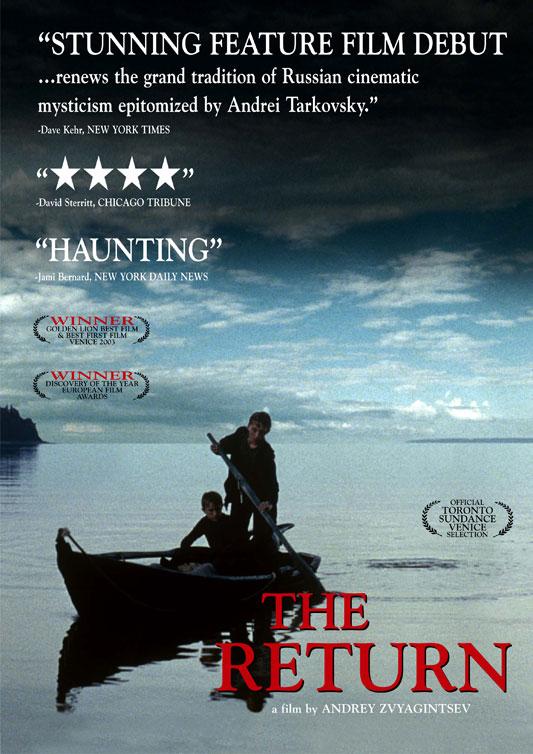 “STUNNING FEATURE FILM DEBUT
...renews the grand tradition of Russian cinematic
mysticism epitomized by Andrei Tarkovsky.”
-Dave Kehr, NEW YORK TIMES
“★★★★”
-David Sterritt, CHICAGO TRIBUNE
“HAUNTING”
-Jami Bernard, NEW YORK DAILY NEWS
WINNER
GOLDEN LION BEST FILM
& BEST FIRST FILM
VENICE 2003
WINNER
DISCOVERY OF THE YEAR
EUROPEAN FILM
AWARDS
OFFICIAL
TORONTO
SUNDANCE
VENICE
SELECTION
THE
RETURN
a film by ANDREY ZVYAGINTSEV